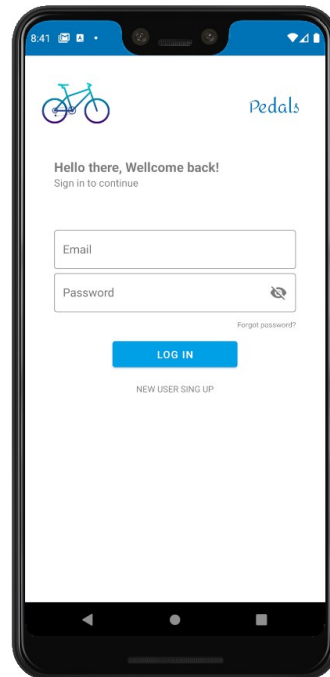 8:41
Pedals
Hello there, Wellcome back!
Sign in to continue
Email
Password
Forgot password?
LOG IN
NEW USER SING UP